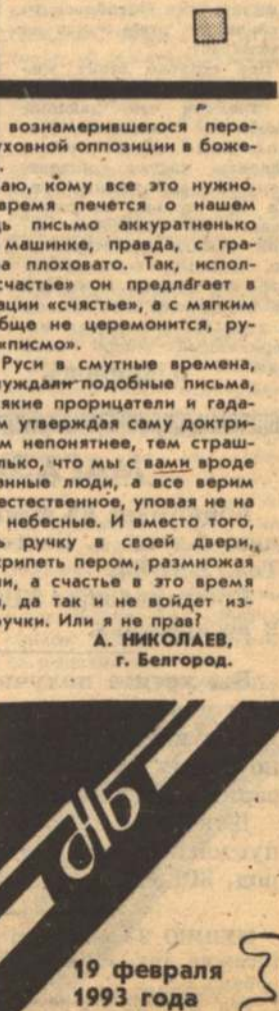 вознамерившегося пере-
уховной оппозиции в боже-
аю, кому все это нужно.
время печется о нашем
дь письмо аккуратненько
машинке, правда, с гра-
а плоховато. Так, испол-
счастье» он предлагает в
ации «счястье», а с мягким
бще не церемонится, ру-
«писмо».
Руси в смутные времена,
нуждали подобные письма,
якие прорицатели и гада-
м утверждая саму доктри-
м непонятнее, тем страш-
лько, что мы с вами вроде
енные люди, а все верим
естественное, уповая не на
небесные. И вместо того,
ь ручку в своей двери,
крипеть пером, размножая
и, а счастье в это время
, да так и не войдет из-
ручки. Или я не прав?
А. НИКОЛАЕВ,
г. Белгород.
НБ
19 февраля
1993 года